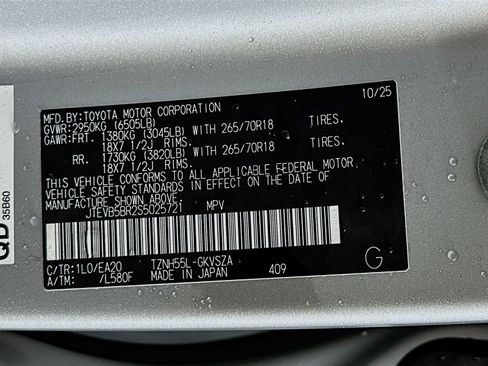 MFD.BY:TOYOTA MOTOR CORPORATION 10/25
GVWR:2950KG (6505LB)
GAWR:FRT. 1380KG (3045LB) WITH 265/70R18 TIRES.
18X7 1/2J RIMS.
RR. 1730KG (3820LB) WITH 265/70R18 TIRES.
18X7 1/2J RIMS.
THIS VEHICLE CONFORMS TO ALL APPLICABLE FEDERAL MOTOR
VEHICLE SAFETY STANDARDS IN EFFECT ON THE DATE OF
MANUFACTURE SHOWN ABOVE.
JTEVB5BR2S5025721 MPV
C/TR:1L0/EA20 TZNH55L-GKVSZA
A/TM: /L580F MADE IN JAPAN 409
G
QD
35B60